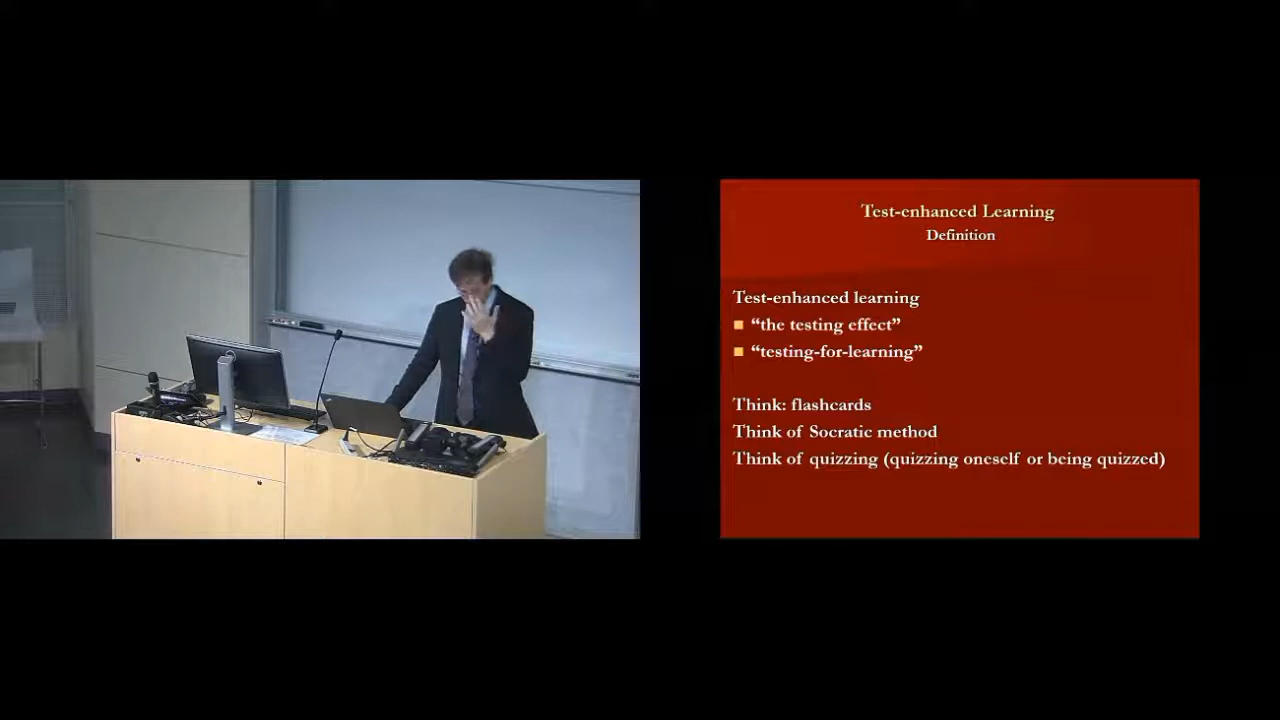 Test-enhanced Learning
Definition
Test-enhanced learning
“the testing effect”
“testing-for-learning”
Think: flashcards
Think of Socratic method
Think of quizzing (quizzing oneself or being quizzed)